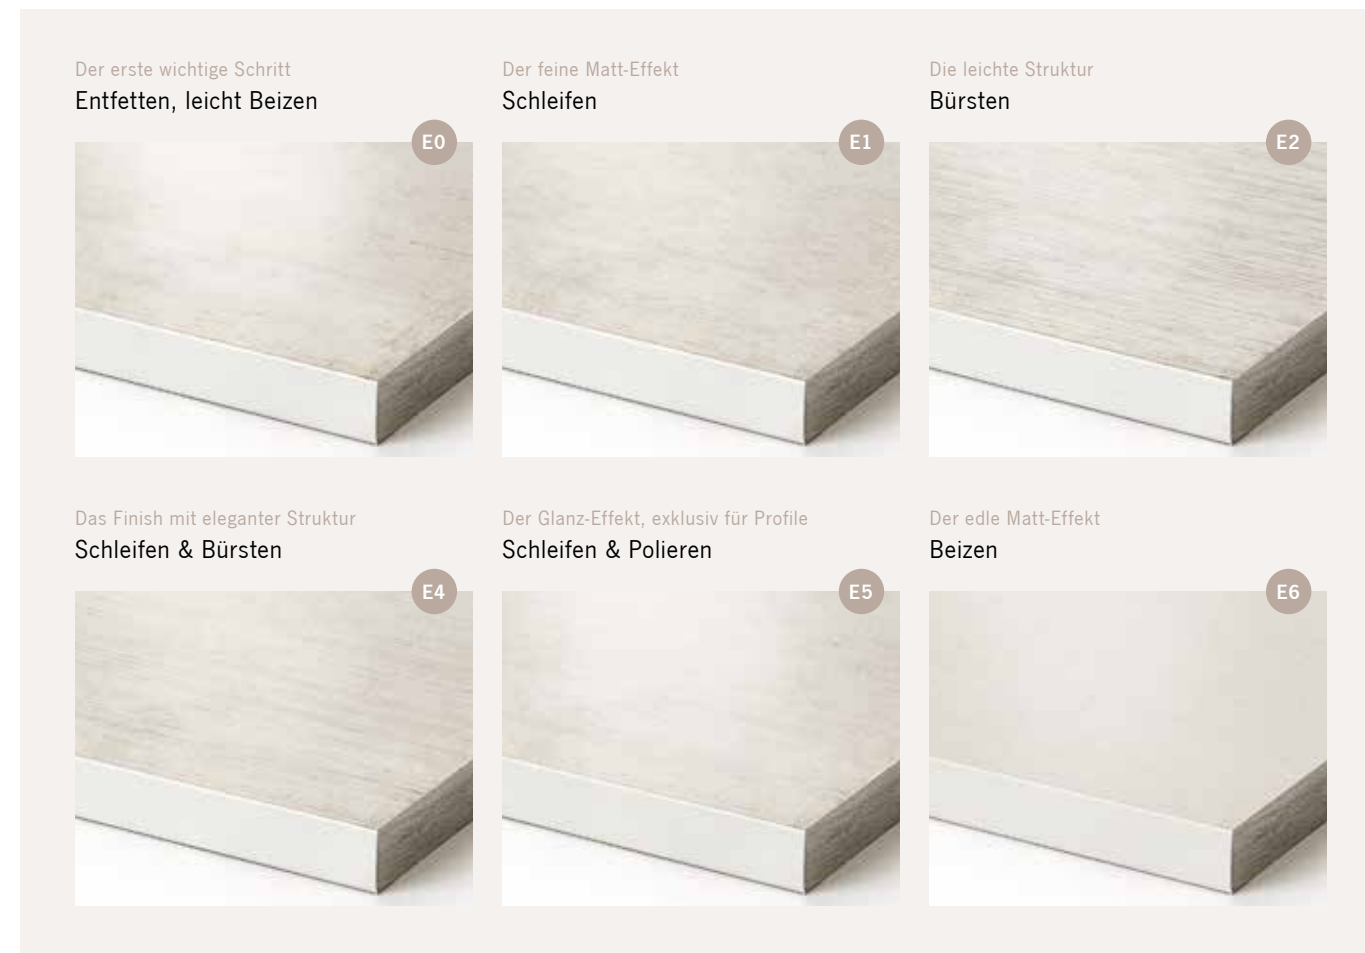 Der erste wichtige Schritt
Entfetten, leicht Beizen
E0
Der feine Matt-Effekt
Schleifen
E1
Die leichte Struktur
Bürsten
E2
Das Finish mit eleganter Struktur
Schleifen & Bürsten
E4
Der Glanz-Effekt, exklusiv für Profile
Schleifen & Polieren
E5
Der edle Matt-Effekt
Beizen
E6